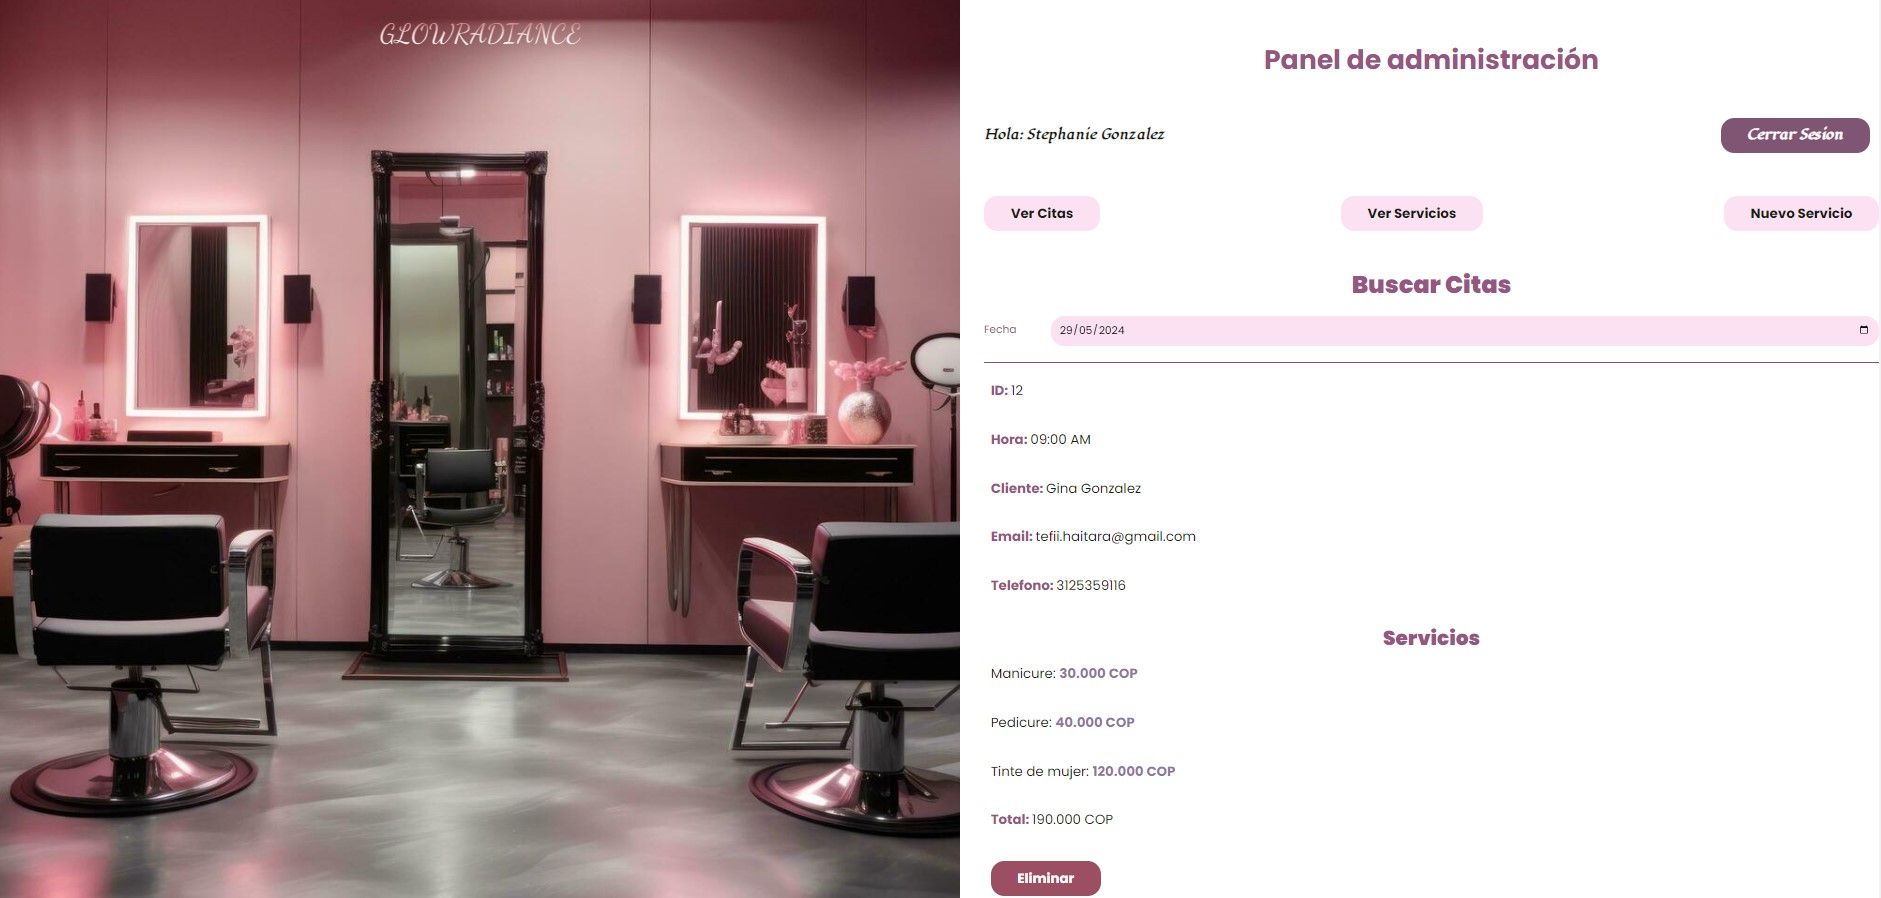 GLOWRADIANCE
Panel de administración
Hola: Stephanie Gonzalez
Cerrar Sesion
Ver Citas
Ver Servicios
Nuevo Servicio
Buscar Citas
Fecha
29/05/2024
ID: 12
Hora: 09:00 AM
Cliente: Gina Gonzalez
Email: tefii.haitara@gmail.com
Telefono: 3125359116
Servicios
Manicure: 30.000 COP
Pedicure: 40.000 COP
Tinte de mujer: 120.000 COP
Total: 190.000 COP
Eliminar